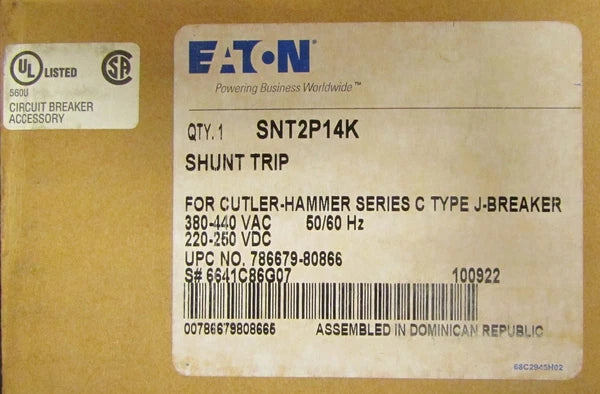 UL LISTED
SA
560U
CIRCUIT BREAKER
ACCESSORY
EATON
Powering Business Worldwide™
QTY. 1 SNT2P14K
SHUNT TRIP
FOR CUTLER-HAMMER SERIES C TYPE J-BREAKER
380-440 VAC 50/60 Hz
220-250 VDC
UPC NO. 786679-80866
S# 6641C86G07 100922
00786679808665 ASSEMBLED IN DOMINICAN REPUBLIC
68C2945H02